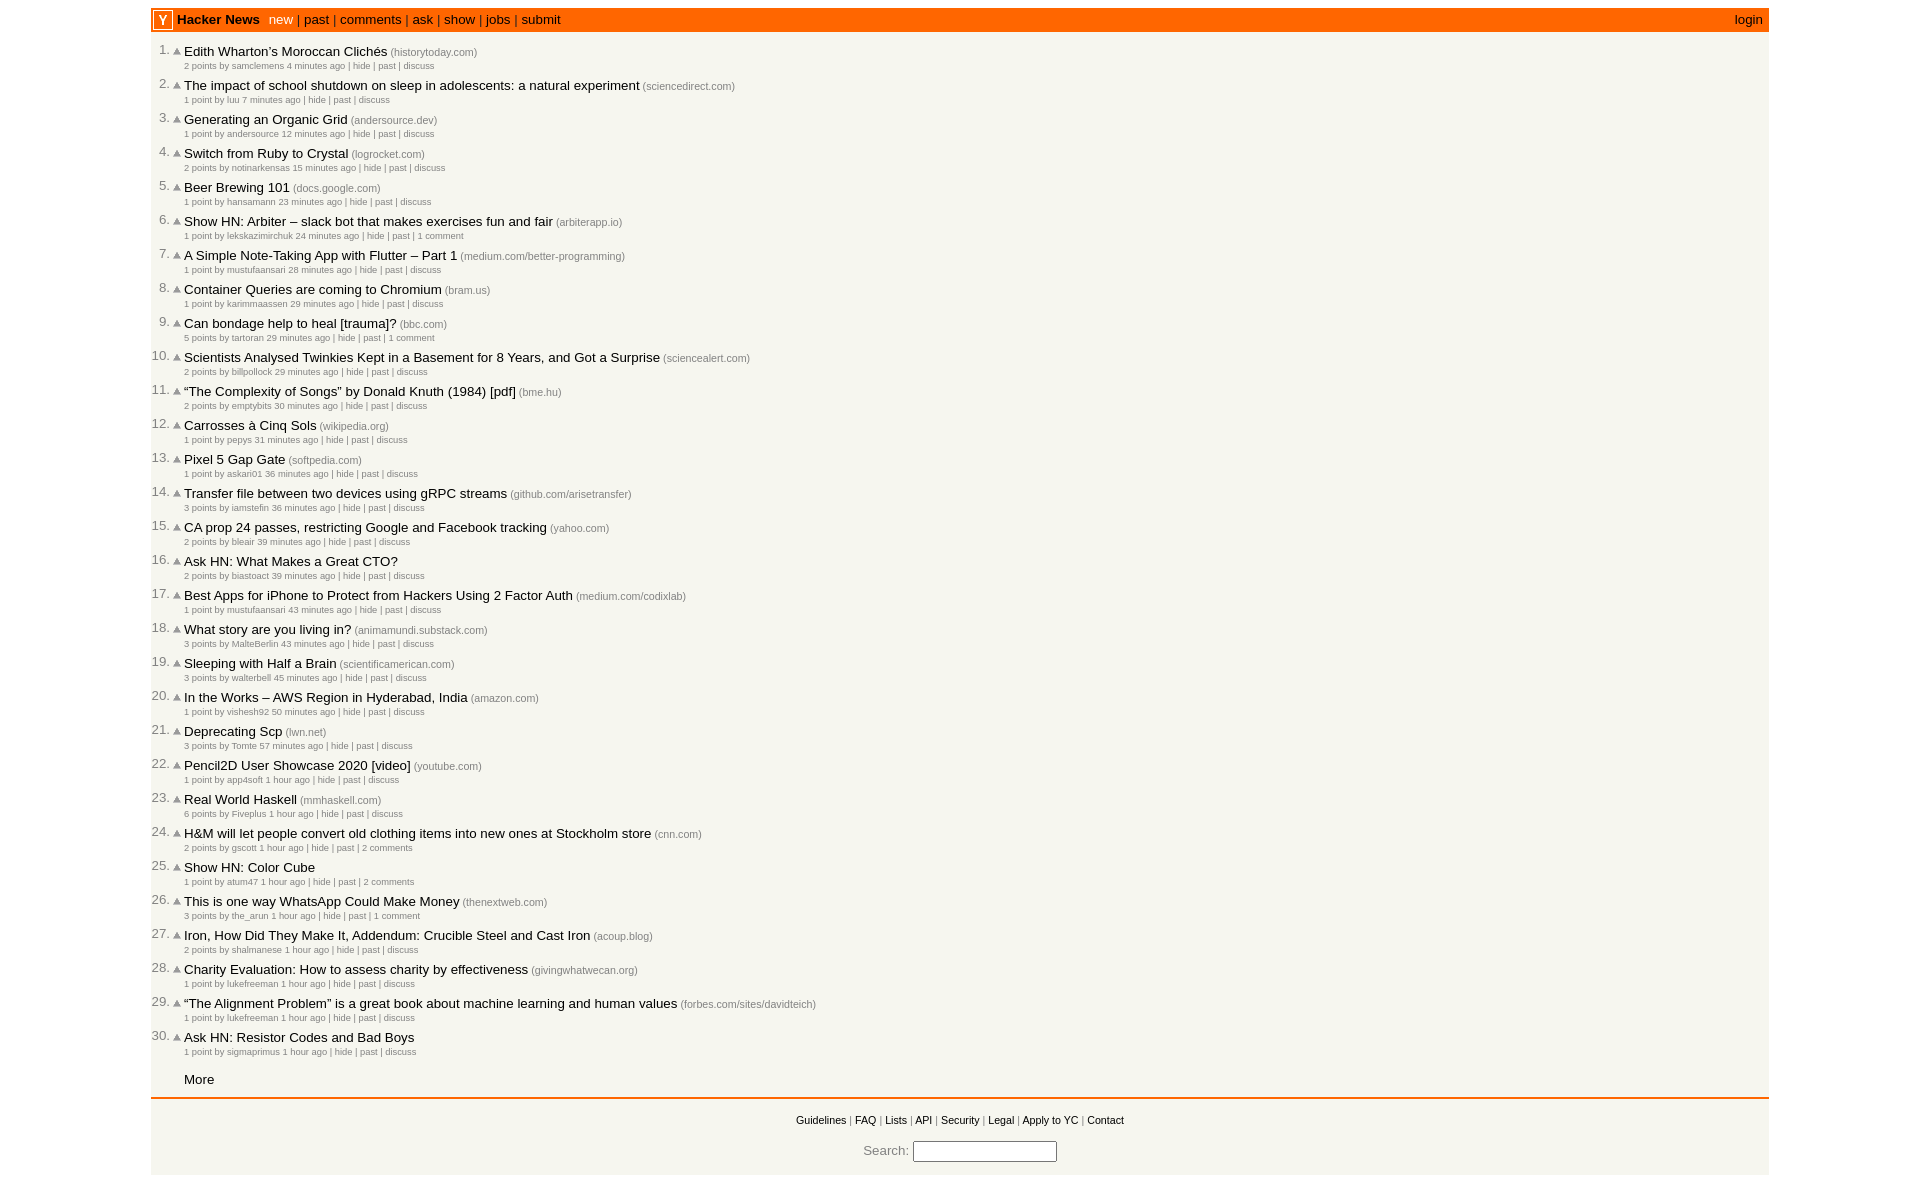 Y Hacker News new | past | comments | ask | show | jobs | submit login
1. Edith Wharton’s Moroccan Clichés (historytoday.com)
2 points by samclemens 4 minutes ago | hide | past | discuss
2. The impact of school shutdown on sleep in adolescents: a natural experiment (sciencedirect.com)
1 point by luu 7 minutes ago | hide | past | discuss
3. Generating an Organic Grid (andersource.dev)
1 point by andersource 12 minutes ago | hide | past | discuss
4. Switch from Ruby to Crystal (logrocket.com)
2 points by notinarkensas 15 minutes ago | hide | past | discuss
5. Beer Brewing 101 (docs.google.com)
1 point by hansamann 23 minutes ago | hide | past | discuss
6. Show HN: Arbiter – slack bot that makes exercises fun and fair (arbiterapp.io)
1 point by lekskazimirchuk 24 minutes ago | hide | past | 1 comment
7. A Simple Note-Taking App with Flutter – Part 1 (medium.com/better-programming)
1 point by mustufaansari 28 minutes ago | hide | past | discuss
8. Container Queries are coming to Chromium (bram.us)
1 point by karimmaassen 29 minutes ago | hide | past | discuss
9. Can bondage help to heal [trauma]? (bbc.com)
5 points by tartoran 29 minutes ago | hide | past | 1 comment
10. Scientists Analysed Twinkies Kept in a Basement for 8 Years, and Got a Surprise (sciencealert.com)
2 points by billpollock 29 minutes ago | hide | past | discuss
11. “The Complexity of Songs” by Donald Knuth (1984) [pdf] (bme.hu)
2 points by emptybits 30 minutes ago | hide | past | discuss
12. Carrosses à Cinq Sols (wikipedia.org)
1 point by pepys 31 minutes ago | hide | past | discuss
13. Pixel 5 Gap Gate (softpedia.com)
1 point by askari01 36 minutes ago | hide | past | discuss
14. Transfer file between two devices using gRPC streams (github.com/arisetransfer)
3 points by iamstefin 36 minutes ago | hide | past | discuss
15. CA prop 24 passes, restricting Google and Facebook tracking (yahoo.com)
2 points by bleair 39 minutes ago | hide | past | discuss
16. Ask HN: What Makes a Great CTO?
2 points by biastoact 39 minutes ago | hide | past | discuss
17. Best Apps for iPhone to Protect from Hackers Using 2 Factor Auth (medium.com/codixlab)
1 point by mustufaansari 43 minutes ago | hide | past | discuss
18. What story are you living in? (animamundi.substack.com)
3 points by MalteBerlin 43 minutes ago | hide | past | discuss
19. Sleeping with Half a Brain (scientificamerican.com)
3 points by walterbell 45 minutes ago | hide | past | discuss
20. In the Works – AWS Region in Hyderabad, India (amazon.com)
1 point by vishesh92 50 minutes ago | hide | past | discuss
21. Deprecating Scp (lwn.net)
3 points by Tomte 57 minutes ago | hide | past | discuss
22. Pencil2D User Showcase 2020 [video] (youtube.com)
1 point by app4soft 1 hour ago | hide | past | discuss
23. Real World Haskell (mmhaskell.com)
6 points by Fiveplus 1 hour ago | hide | past | discuss
24. H&M will let people convert old clothing items into new ones at Stockholm store (cnn.com)
2 points by gscott 1 hour ago | hide | past | 2 comments
25. Show HN: Color Cube
1 point by atum47 1 hour ago | hide | past | 2 comments
26. This is one way WhatsApp Could Make Money (thenextweb.com)
3 points by the_arun 1 hour ago | hide | past | 1 comment
27. Iron, How Did They Make It, Addendum: Crucible Steel and Cast Iron (acoup.blog)
2 points by shalmanese 1 hour ago | hide | past | discuss
28. Charity Evaluation: How to assess charity by effectiveness (givingwhatwecan.org)
1 point by lukefreeman 1 hour ago | hide | past | discuss
29. “The Alignment Problem” is a great book about machine learning and human values (forbes.com/sites/davidteich)
1 point by lukefreeman 1 hour ago | hide | past | discuss
30. Ask HN: Resistor Codes and Bad Boys
1 point by sigmaprimus 1 hour ago | hide | past | discuss
More
Guidelines | FAQ | Lists | API | Security | Legal | Apply to YC | Contact
Search: